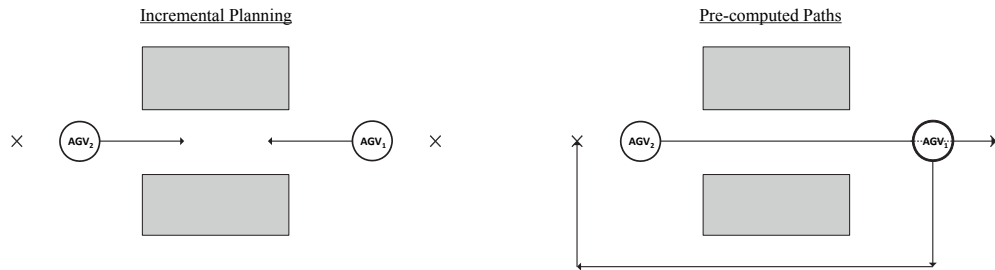 Incremental Planning
Pre-computed Paths
AGV2
AGV1
AGV2
AGV1